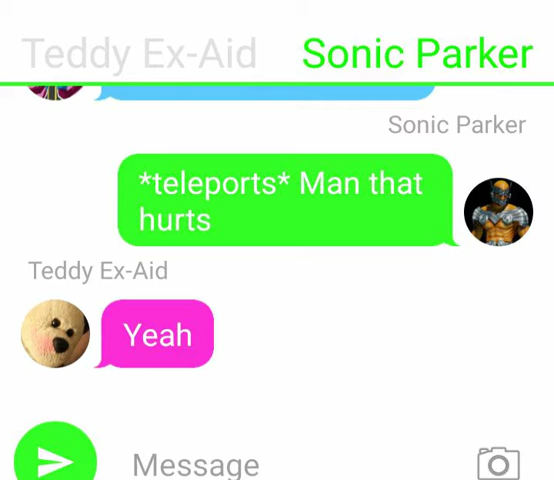 Teddy Ex-Aid Sonic Parker
Sonic Parker
*teleports* Man that
hurts
Teddy Ex-Aid
Yeah
Message